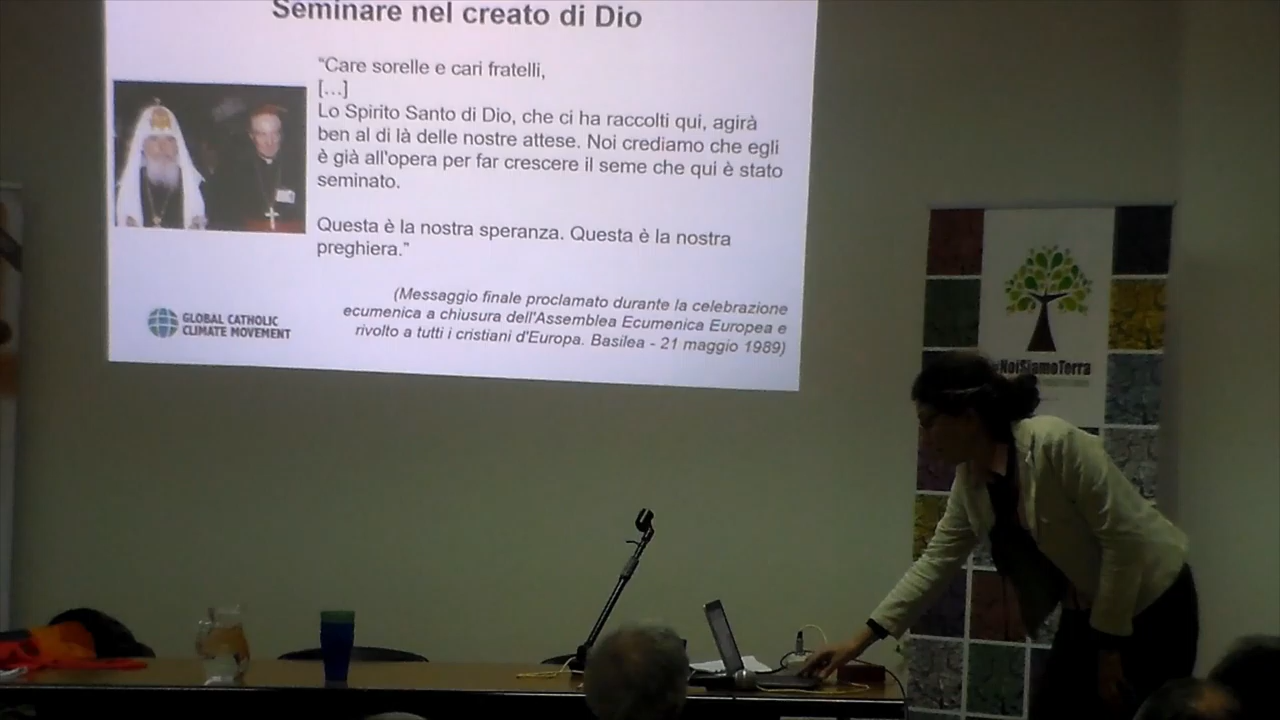 Seminare nel creato di Dio
“Care sorelle e cari fratelli,
[...]
Lo Spirito Santo di Dio, che ci ha raccolti qui, agirà
ben al di là delle nostre attese. Noi crediamo che egli
è già all'opera per far crescere il seme che qui è stato
seminato.
Questa è la nostra speranza. Questa è la nostra
preghiera.”
(Messaggio finale proclamato durante la celebrazione
ecumenica a chiusura dell'Assemblea Ecumenica Europea e
rivolto a tutti i cristiani d'Europa. Basilea - 21 maggio 1989)
GLOBAL CATHOLIC
CLIMATE MOVEMENT
#NoiSiamoTerra